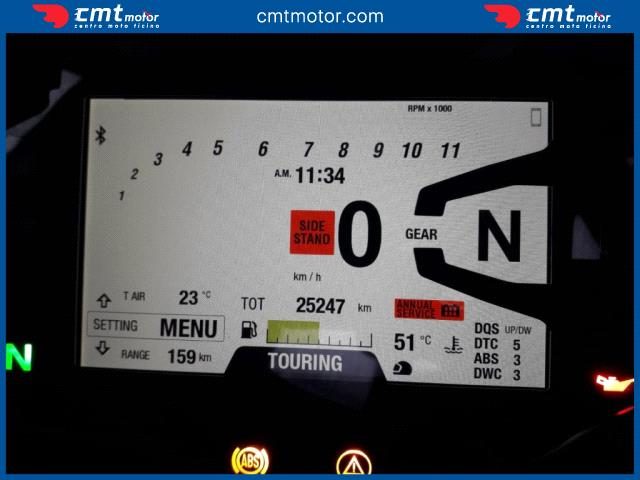 cmt motor
centro moto ticino
cmtmotor.com
cmt motor
centro moto ticino
RPM x 1000
1 2 3 4 5 6 7 8 9 10 11
A.M. 11:34
SIDE STAND
0
km / h
GEAR
N
T AIR 23 °C
TOT 25247 km
ANNUAL SERVICE
SETTING MENU
RANGE 159 km
51 °C
DQS UP/DW
DTC 5
ABS 3
DWC 3
TOURING
N
ABS